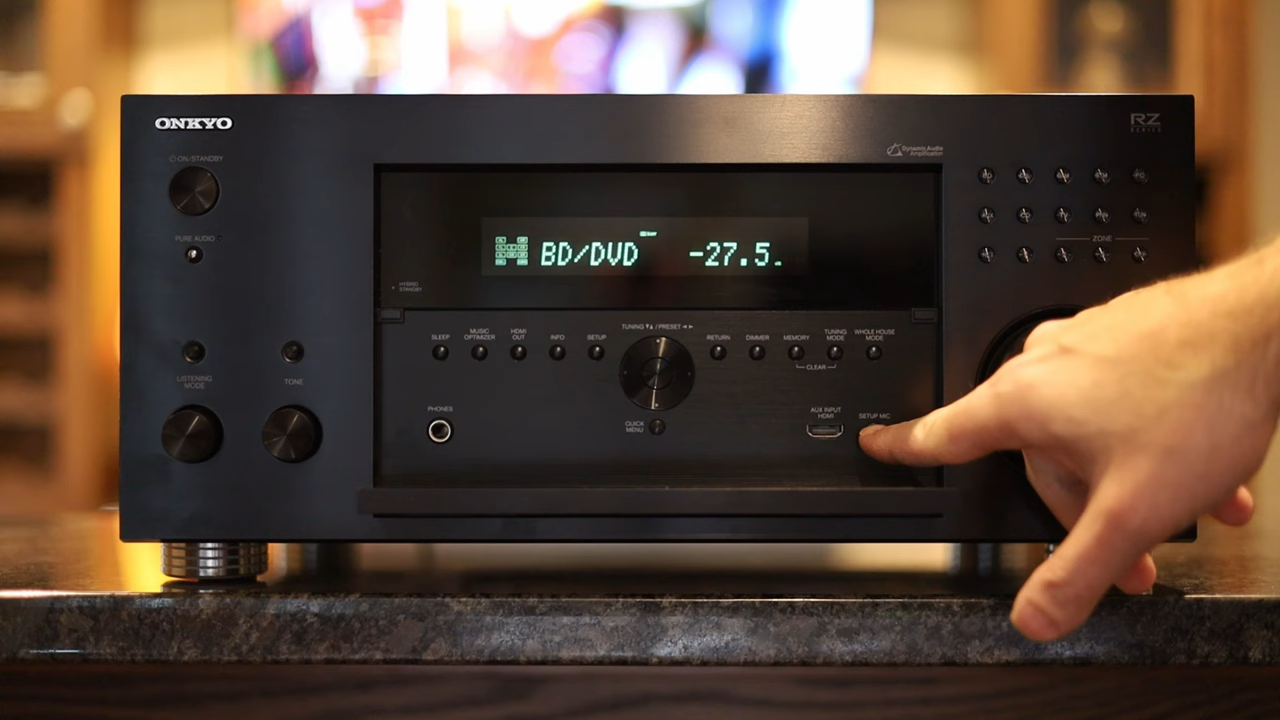 ONKYO
RZ
SERIES
ON/STANDBY
Dynamic Audio
Amplification
PURE AUDIO
ZONE
BD/DVD -27.5
HYBRID
STANDBY
TUNING ▼▲ / PRESET ◄ ►
SLEEP
MUSIC
OPTIMIZER
HDMI
OUT
INFO
SETUP
RETURN
DIMMER
MEMORY
TUNING
MODE
WHOLE HOUSE
MODE
CLEAR
LISTENING
MODE
TONE
PHONES
QUICK
MENU
AUX INPUT
HDMI
SETUP MIC